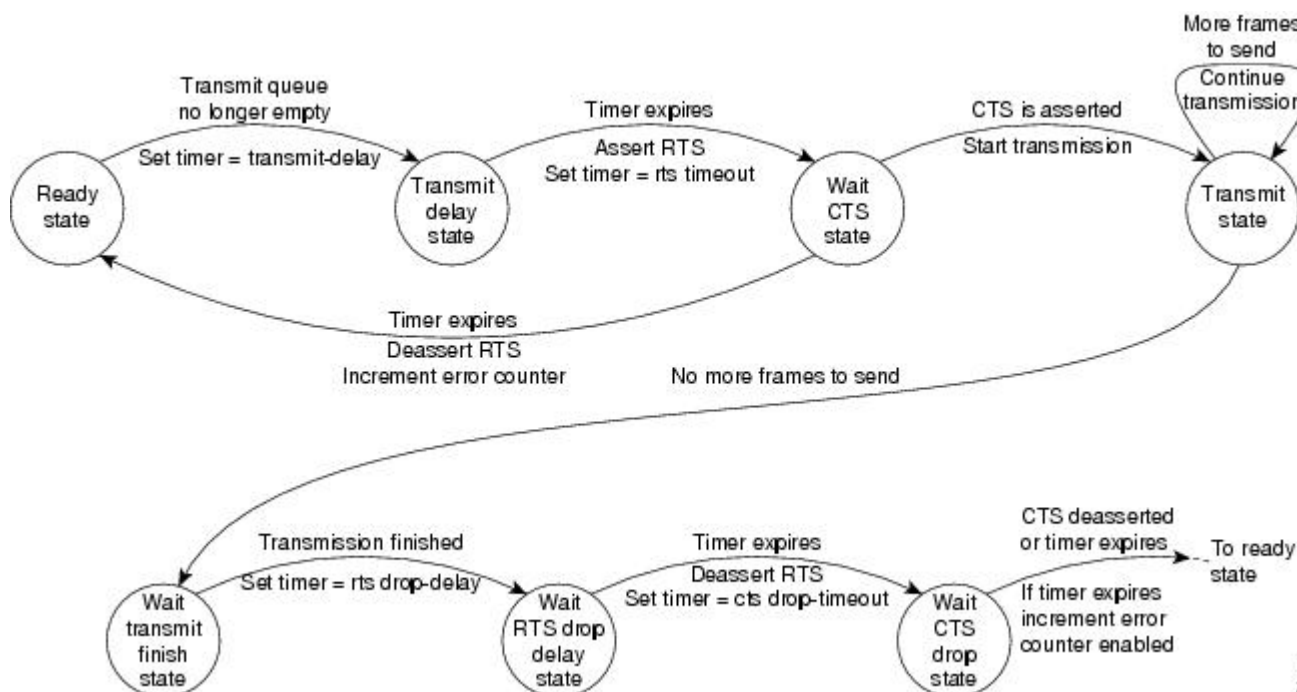 More frames
to send
Continue
transmission
Transmit queue
no longer empty
Set timer = transmit-delay
Timer expires
Assert RTS
Set timer = rts timeout
CTS is asserted
Start transmission
Ready
state
Transmit
delay
state
Wait
CTS
state
Transmit
state
Timer expires
Deassert RTS
Increment error counter
No more frames to send
Transmission finished
Set timer = rts drop-delay
Timer expires
Deassert RTS
Set timer = cts drop-timeout
CTS deasserted
or timer expires
If timer expires
increment error
counter enabled
To ready
state
Wait
transmit
finish
state
Wait
RTS drop
delay
state
Wait
CTS
drop
state